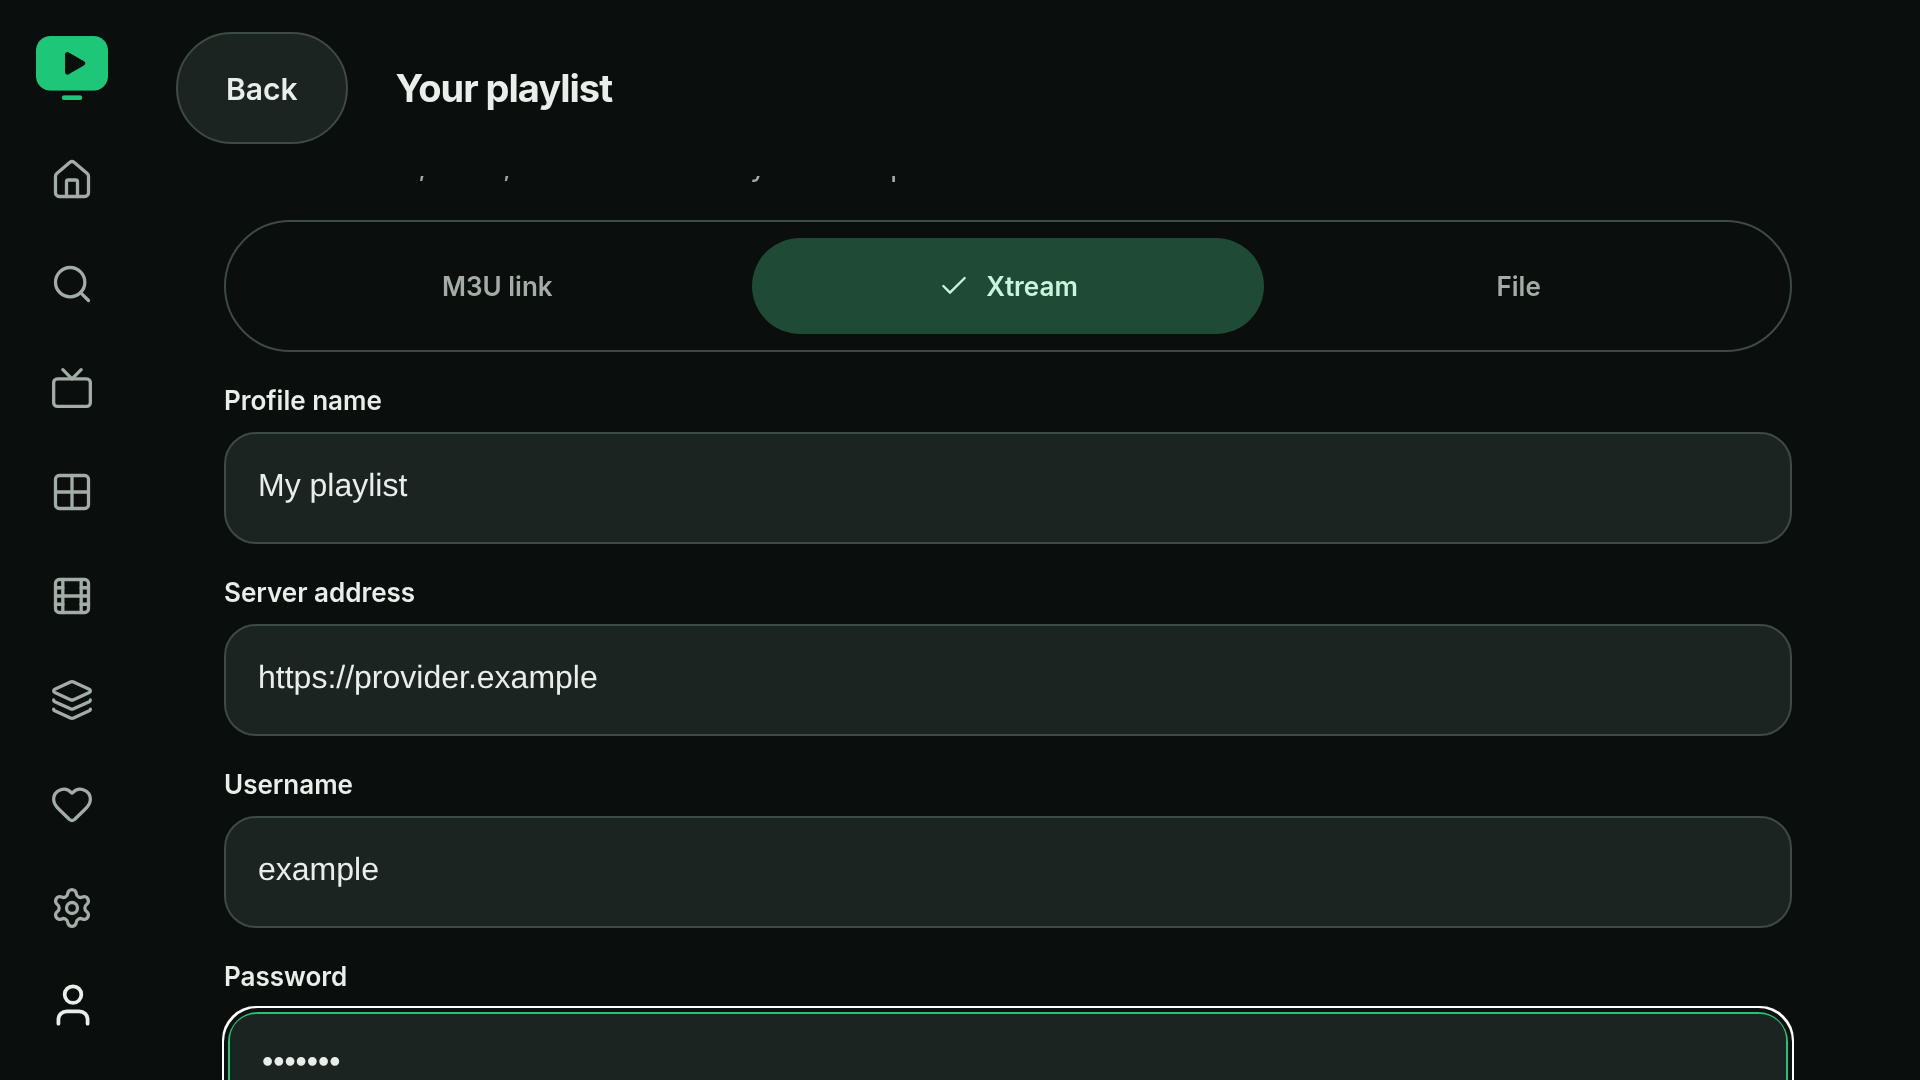 Back
Your playlist
M3U link
Xtream
File
Profile name
My playlist
Server address
https://provider.example
Username
example
Password
•••••••